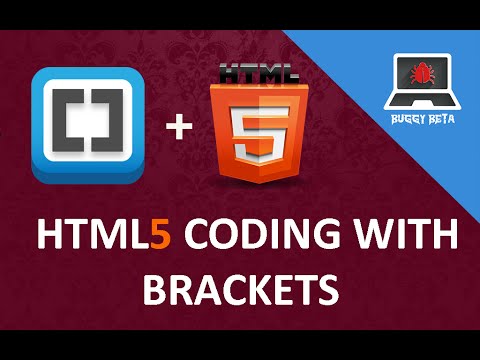 HTML
5
+
BUGGY BETA
HTML5 CODING WITH
BRACKETS